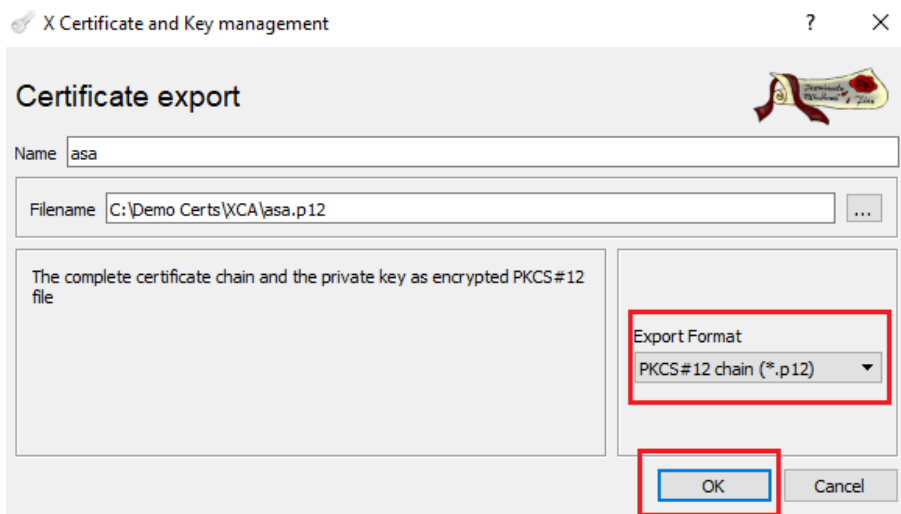 X Certificate and Key management
?
Certificate export
Name asa
Filename C:\Demo Certs\XCA\asa.p12
...
The complete certificate chain and the private key as encrypted PKCS#12
file
Export Format
PKCS#12 chain (*.p12)
OK
Cancel